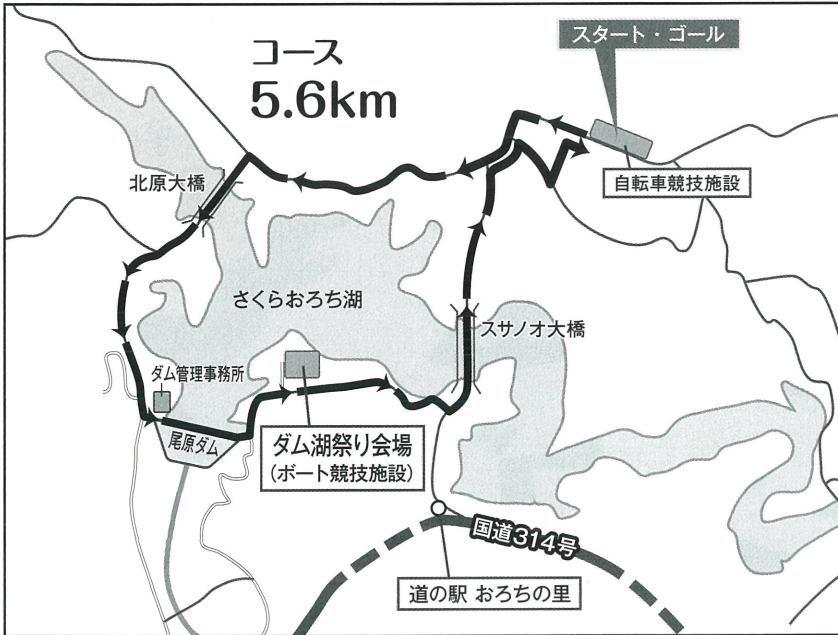 コース
5.6km
スタート・ゴール
自転車競技施設
北原大橋
さくらおろち湖
スサノオ大橋
ダム管理事務所
尾原ダム
ダム湖祭り会場
(ボート競技施設)
国道314号
道の駅 おろちの里